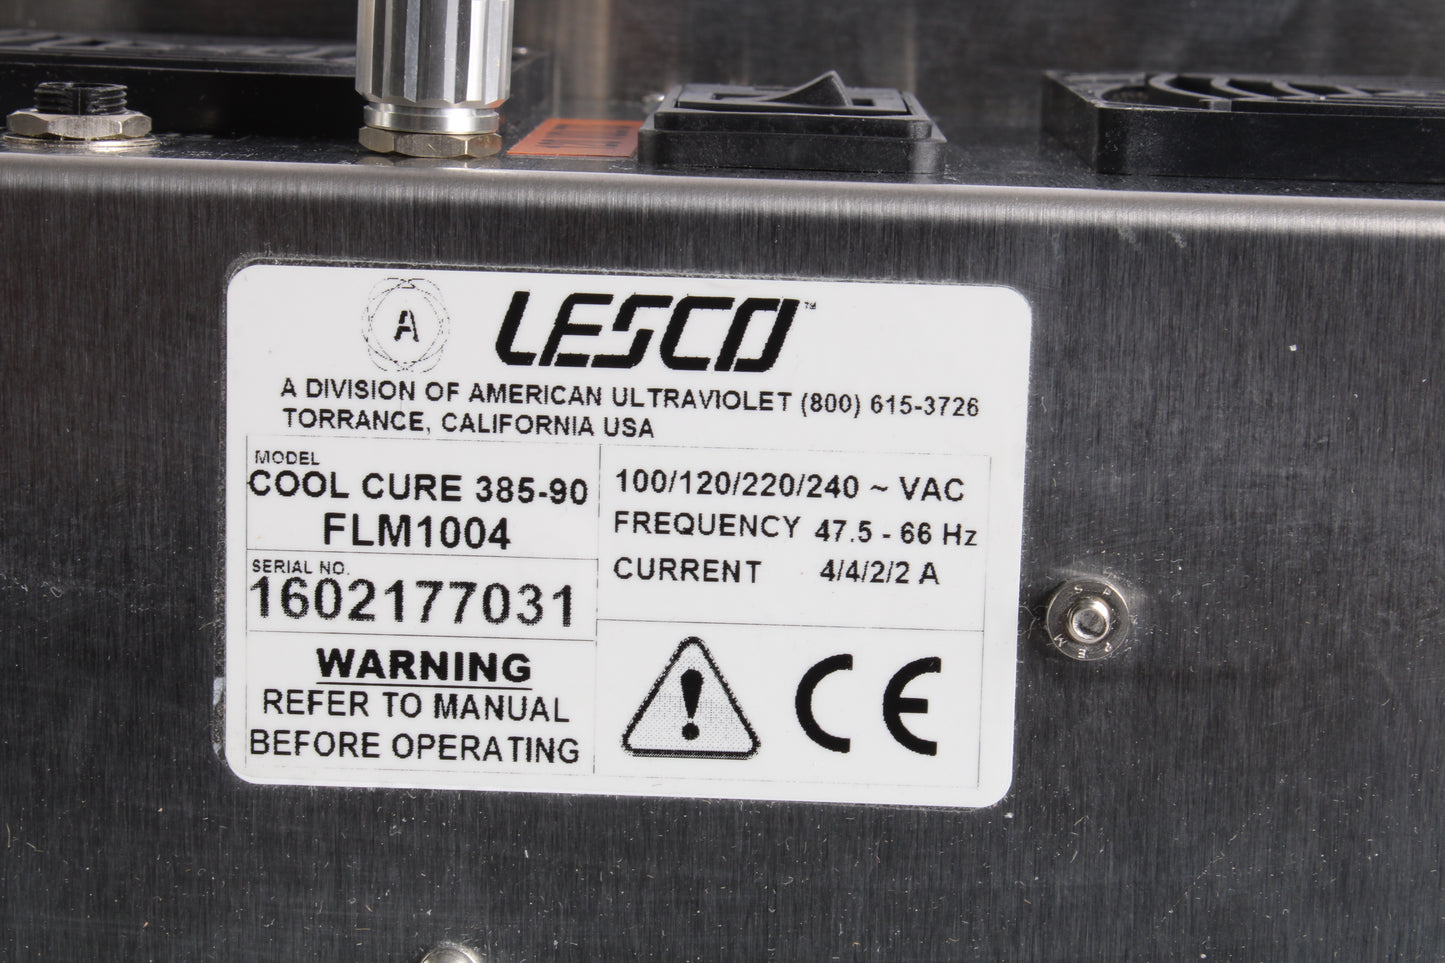 A LESCO™
A DIVISION OF AMERICAN ULTRAVIOLET (800) 615-3726
TORRANCE, CALIFORNIA USA
MODEL
COOL CURE 385-90
FLM1004
SERIAL NO.
1602177031
WARNING
REFER TO MANUAL
BEFORE OPERATING
100/120/220/240 ~ VAC
FREQUENCY 47.5 - 66 Hz
CURRENT 4/4/2/2 A
!
CE